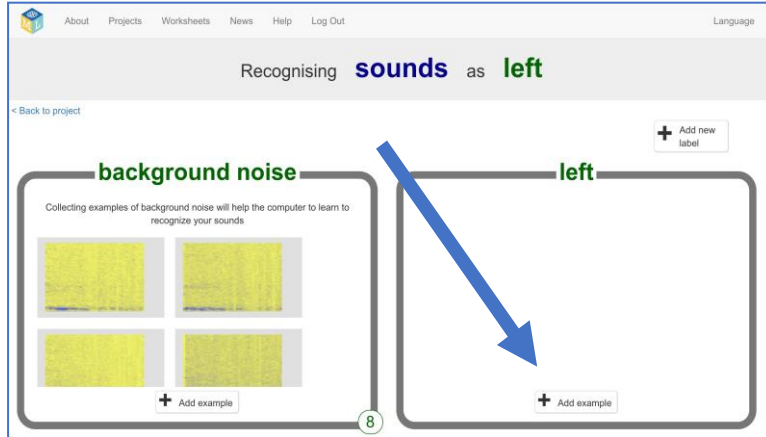 About Projects Worksheets News Help Log Out Language
Recognising sounds as left
< Back to project
+ Add new
label
background noise
Collecting examples of background noise will help the computer to learn to
recognize your sounds
+ Add example
8
left
+ Add example